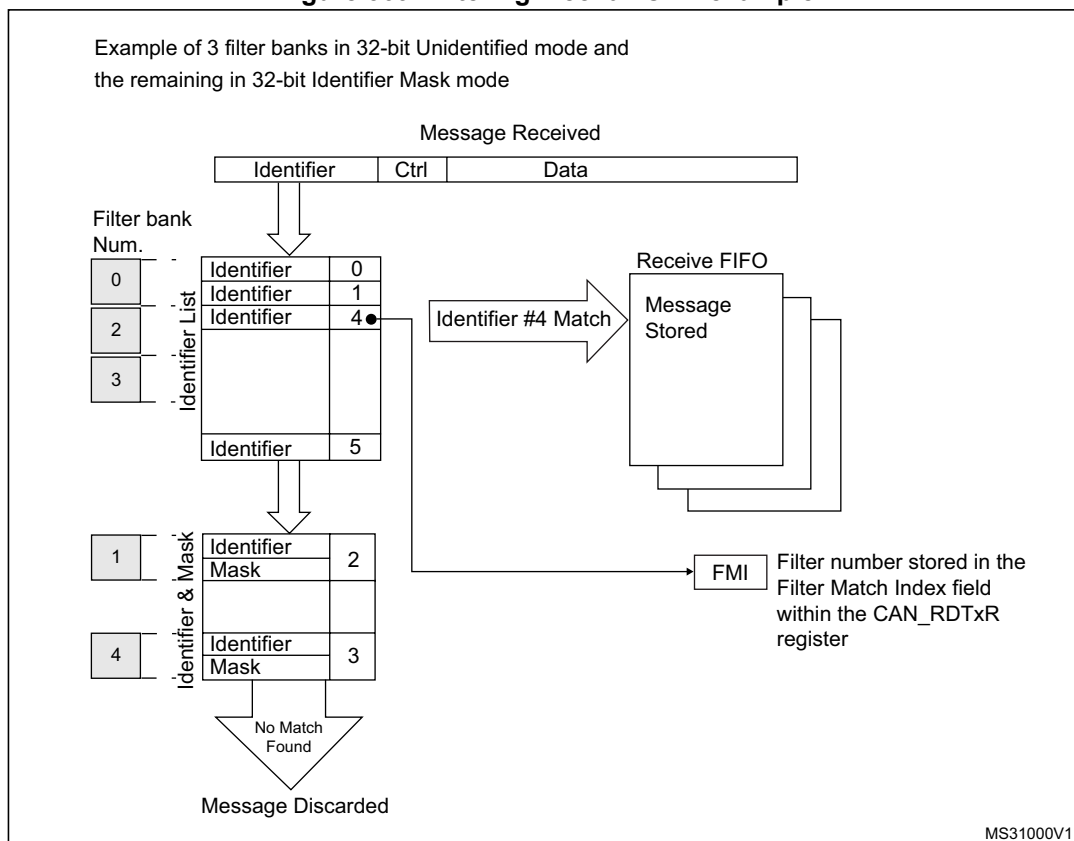 Example of 3 filter banks in 32-bit Unidentified mode and
the remaining in 32-bit Identifier Mask mode
Message Received
Identifier Ctrl Data
Filter bank
Num.
0
2
3
Identifier List
Identifier 0
Identifier 1
Identifier 4
Identifier 5
Identifier #4 Match
Receive FIFO
Message
Stored
1
4
Identifier & Mask
Identifier
Mask
2
Identifier
Mask
3
FMI
Filter number stored in the
Filter Match Index field
within the CAN_RDTxR
register
No Match
Found
Message Discarded
MS31000V1